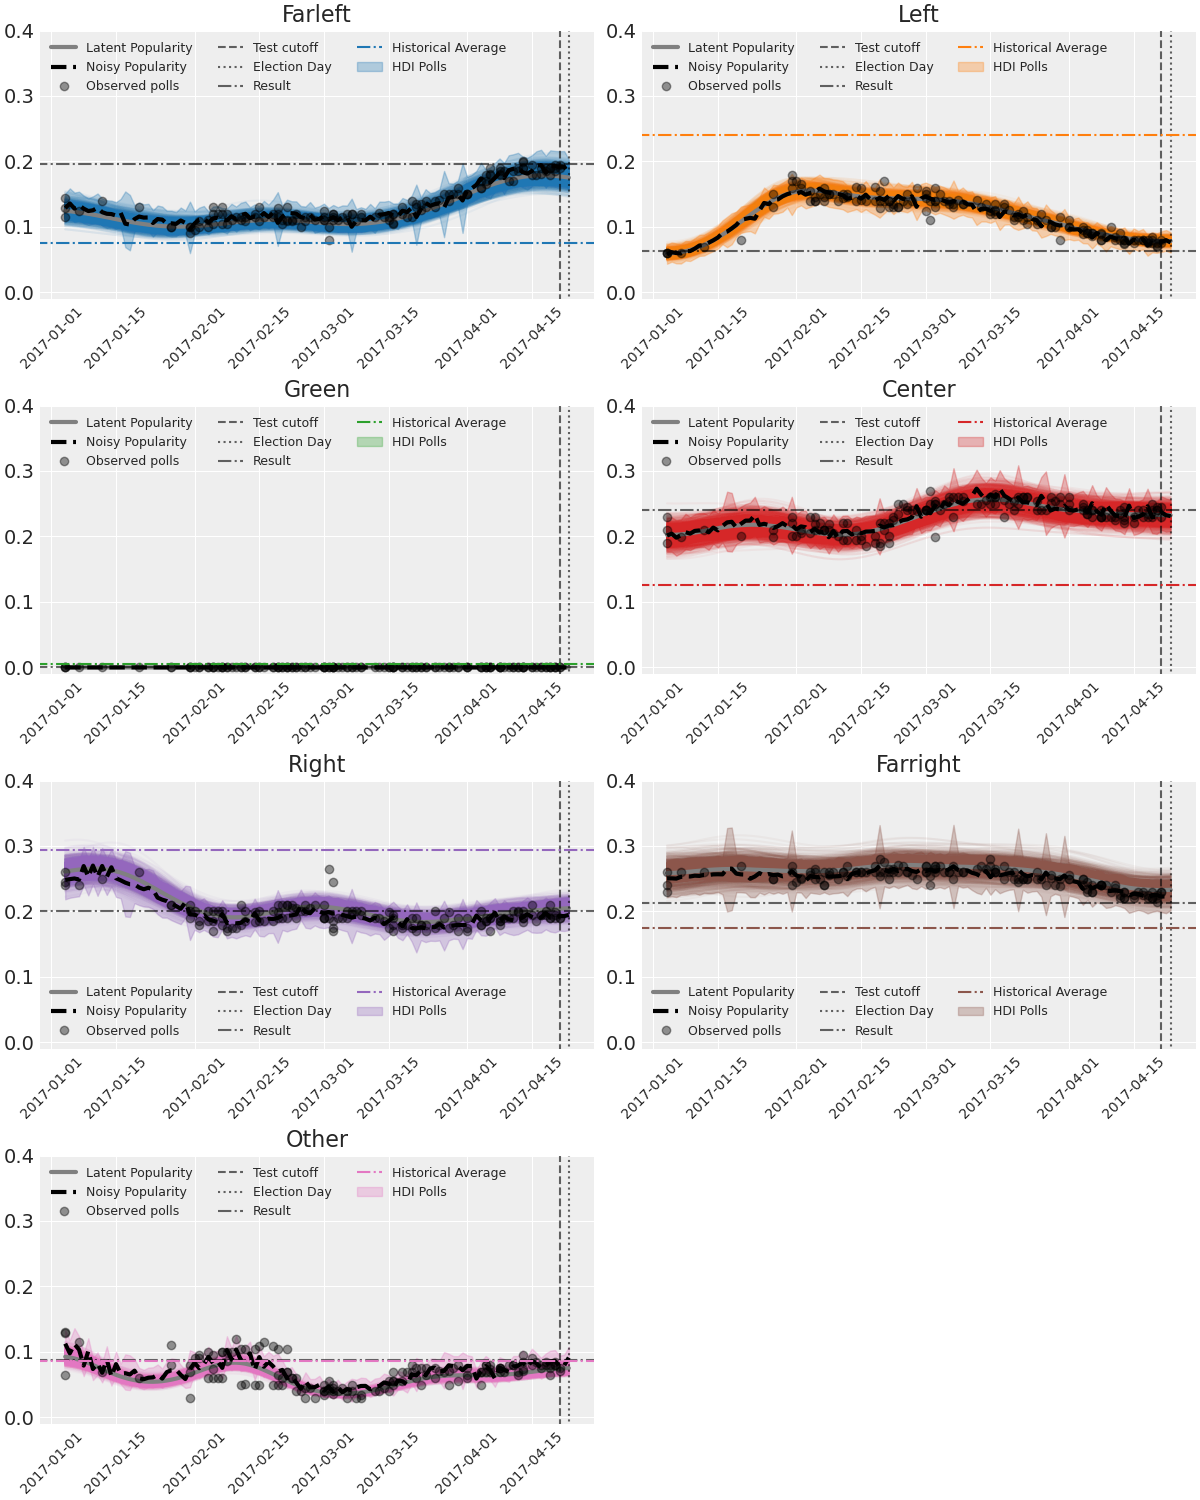 Farleft
0.4
0.3
0.2
0.1
0.0
Latent Popularity
Noisy Popularity
Observed polls
Test cutoff
Election Day
Result
Historical Average
HDI Polls
2017-01-01
2017-01-15
2017-02-01
2017-02-15
2017-03-01
2017-03-15
2017-04-01
2017-04-15
Left
0.4
0.3
0.2
0.1
0.0
Latent Popularity
Noisy Popularity
Observed polls
Test cutoff
Election Day
Result
Historical Average
HDI Polls
2017-01-01
2017-01-15
2017-02-01
2017-02-15
2017-03-01
2017-03-15
2017-04-01
2017-04-15
Green
0.4
0.3
0.2
0.1
0.0
Latent Popularity
Noisy Popularity
Observed polls
Test cutoff
Election Day
Result
Historical Average
HDI Polls
2017-01-01
2017-01-15
2017-02-01
2017-02-15
2017-03-01
2017-03-15
2017-04-01
2017-04-15
Center
0.4
0.3
0.2
0.1
0.0
Latent Popularity
Noisy Popularity
Observed polls
Test cutoff
Election Day
Result
Historical Average
HDI Polls
2017-01-01
2017-01-15
2017-02-01
2017-02-15
2017-03-01
2017-03-15
2017-04-01
2017-04-15
Right
0.4
0.3
0.2
0.1
0.0
Latent Popularity
Noisy Popularity
Observed polls
Test cutoff
Election Day
Result
Historical Average
HDI Polls
2017-01-01
2017-01-15
2017-02-01
2017-02-15
2017-03-01
2017-03-15
2017-04-01
2017-04-15
Farright
0.4
0.3
0.2
0.1
0.0
Latent Popularity
Noisy Popularity
Observed polls
Test cutoff
Election Day
Result
Historical Average
HDI Polls
2017-01-01
2017-01-15
2017-02-01
2017-02-15
2017-03-01
2017-03-15
2017-04-01
2017-04-15
Other
0.4
0.3
0.2
0.1
0.0
Latent Popularity
Noisy Popularity
Observed polls
Test cutoff
Election Day
Result
Historical Average
HDI Polls
2017-01-01
2017-01-15
2017-02-01
2017-02-15
2017-03-01
2017-03-15
2017-04-01
2017-04-15